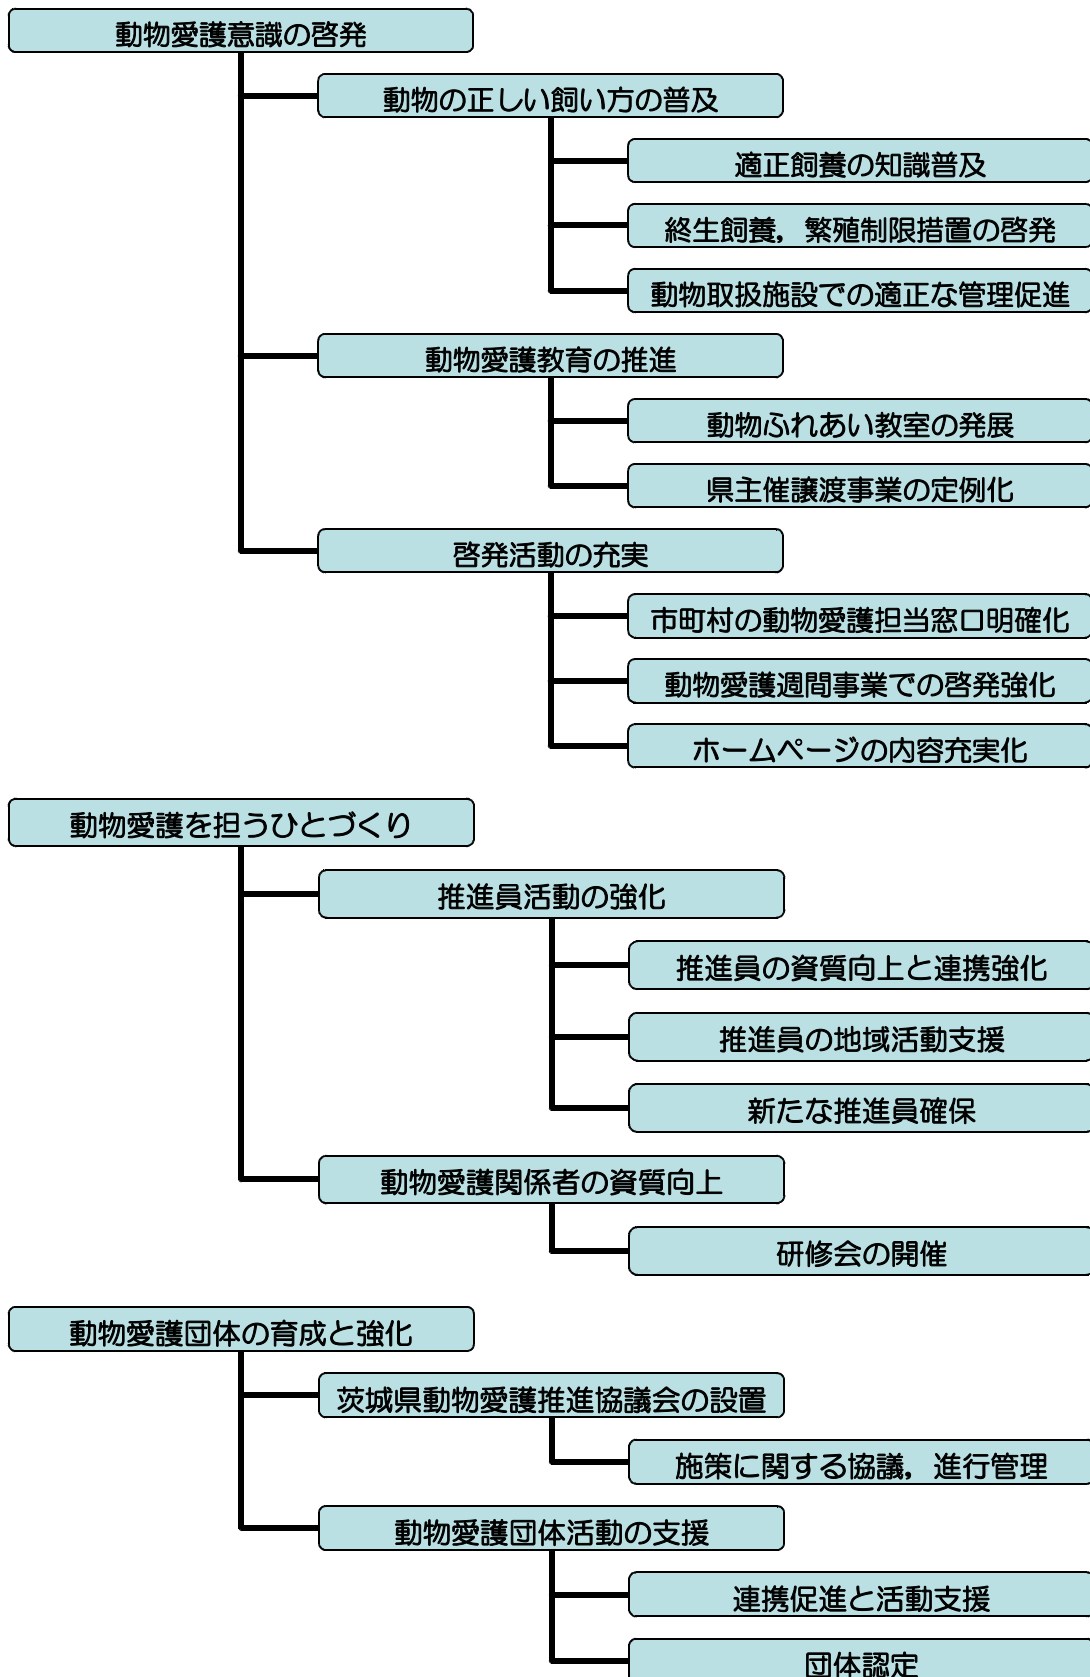 動物愛護意識の啓発
動物の正しい飼い方の普及
適正飼養の知識普及
終生飼養，繁殖制限措置の啓発
動物取扱施設での適正な管理促進
動物愛護教育の推進
動物ふれあい教室の発展
県主催譲渡事業の定例化
啓発活動の充実
市町村の動物愛護担当窓口明確化
動物愛護週間事業での啓発強化
ホームページの内容充実化
動物愛護を担うひとづくり
推進員活動の強化
推進員の資質向上と連携強化
推進員の地域活動支援
新たな推進員確保
動物愛護関係者の資質向上
研修会の開催
動物愛護団体の育成と強化
茨城県動物愛護推進協議会の設置
施策に関する協議，進行管理
動物愛護団体活動の支援
連携促進と活動支援
団体認定